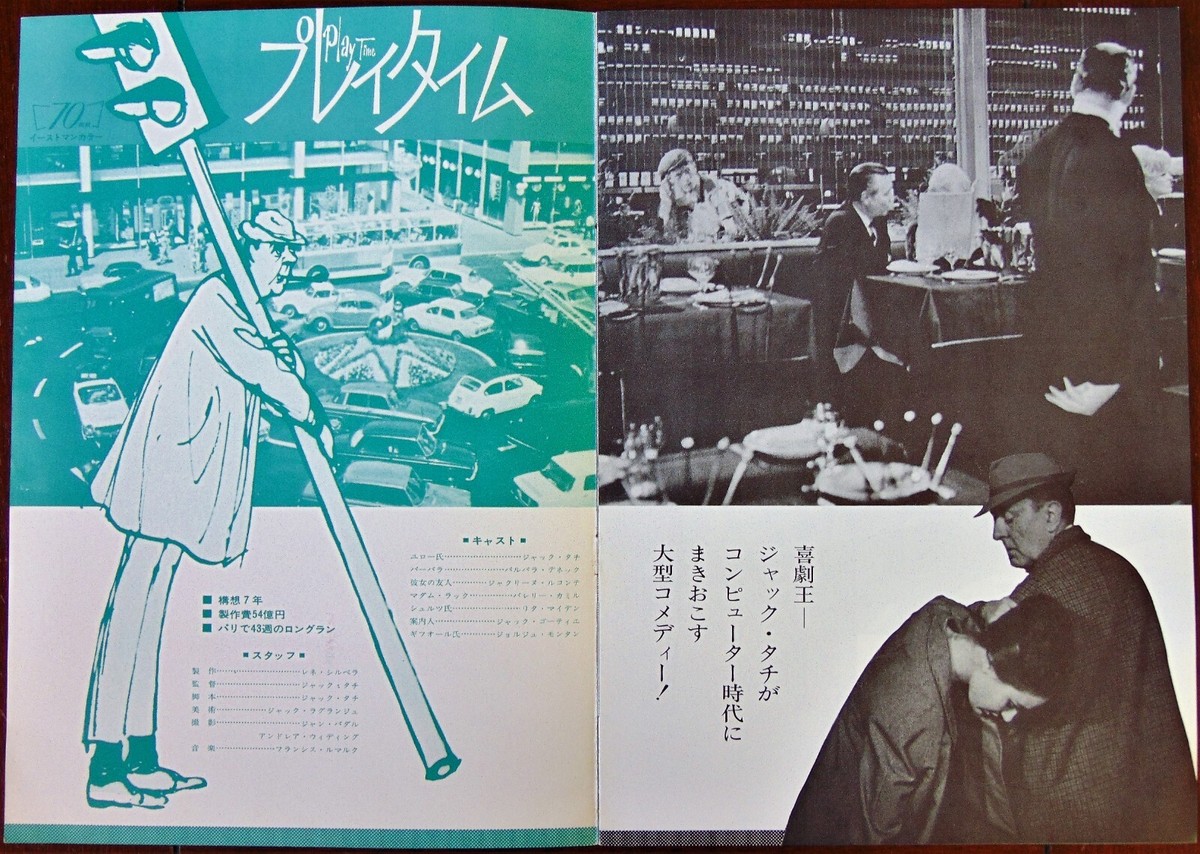 プレイタイム
Play Time
70mm
イーストマンカラー
■ 構想7年
■ 製作費54億円
■ パリで43週のロングラン
■スタッフ■
製作……………………レネ・シルベラ
監督……………………ジャック・タチ
脚本……………………ジャック・タチ
美術……………ジャック・ラグランジュ
撮影……………………ジャン・バダル
アンドレア・ウィディング
音楽………………フランシス・ルマルク
■キャスト■
ユロー氏……………………ジャック・タチ
バーバラ………………バルバラ・デネック
彼女の友人…………ジャクリーヌ・ルコンテ
マダム・ラック…………バレリー・カミル
シュルツ氏………………リタ・マイデン
案内人………………ジャック・ゴーティエ
ギフオール氏………ジョルジュ・モンタン
喜劇王―
ジャック・タチが
コンピューター時代に
まきおこす
大型コメディー!